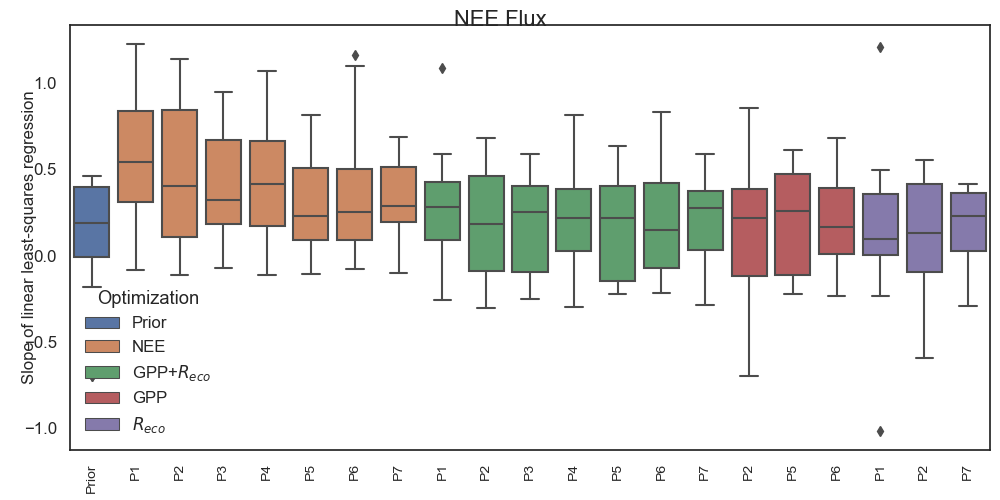 NEE Flux
Slope of linear least-squares regression
1.0
0.5
0.0
−0.5
−1.0
Optimization
Prior
NEE
GPP+R_eco
GPP
R_eco
Prior P1 P2 P3 P4 P5 P6 P7 P1 P2 P3 P4 P5 P6 P7 P2 P5 P6 P1 P2 P7